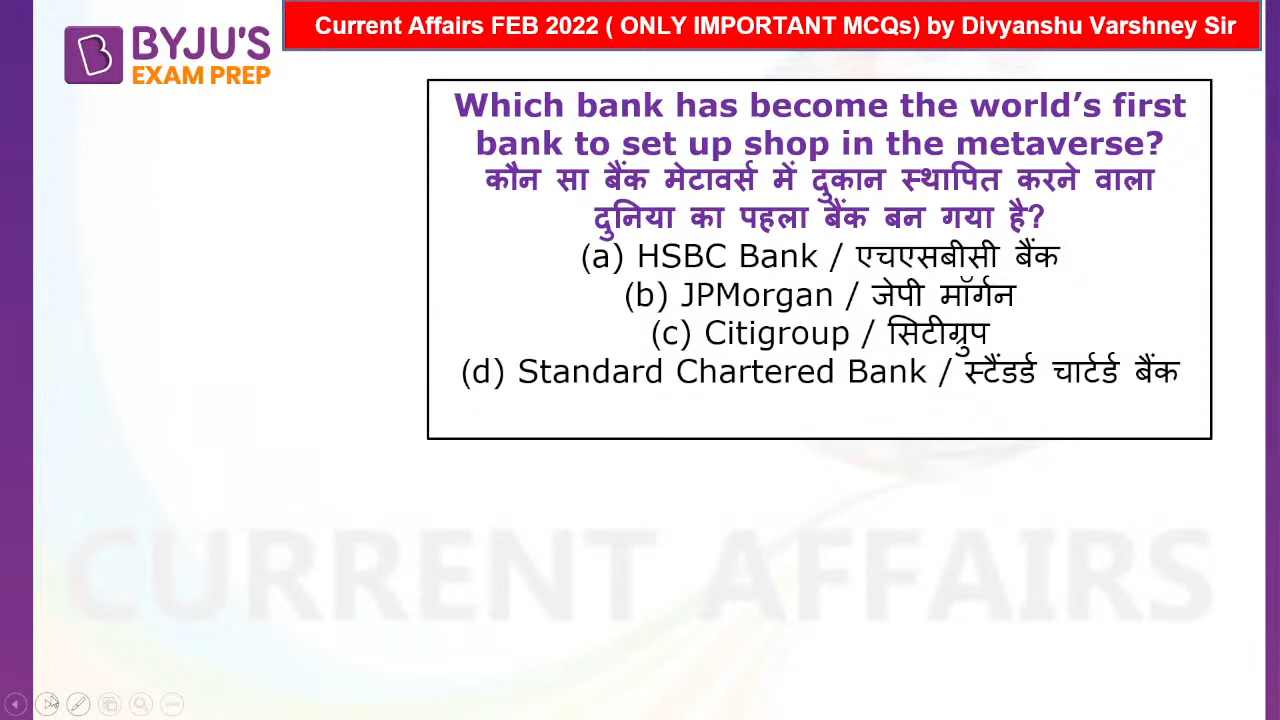 Current Affairs FEB 2022 ( ONLY IMPORTANT MCQs) by Divyanshu Varshney Sir
BYJU'S
EXAM PREP
Which bank has become the world’s first
bank to set up shop in the metaverse?
कौन सा बैंक मेटावर्स में दुकान स्थापित करने वाला
दुनिया का पहला बैंक बन गया है?
(a) HSBC Bank / एचएसबीसी बैंक
(b) JPMorgan / जेपी मॉर्गन
(c) Citigroup / सिटीग्रुप
(d) Standard Chartered Bank / स्टैंडर्ड चार्टर्ड बैंक
CURRENT AFFAIRS